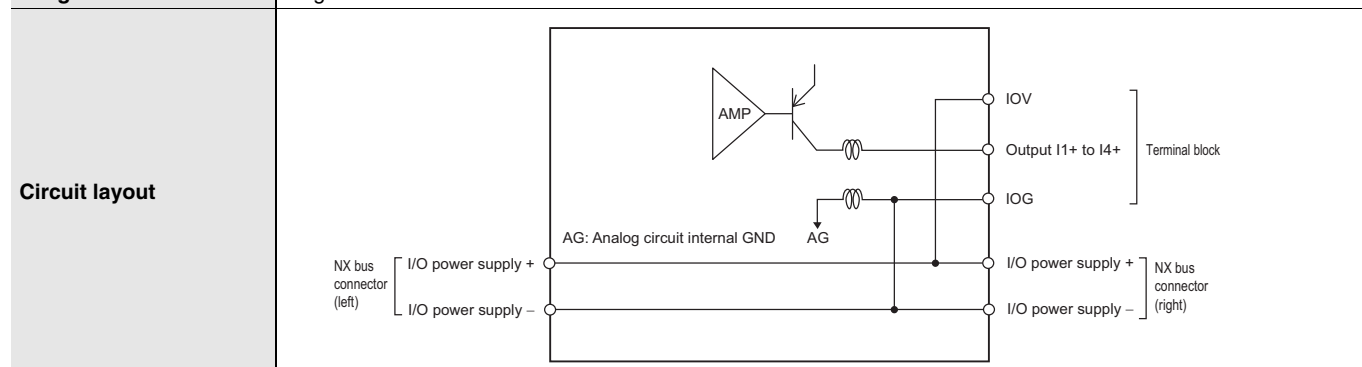 Circuit layout
AMP
IOV
Output I1+ to I4+
Terminal block
IOG
AG: Analog circuit internal GND
AG
NX bus
connector
(left)
I/O power supply +
I/O power supply –
I/O power supply +
I/O power supply –
NX bus
connector
(right)